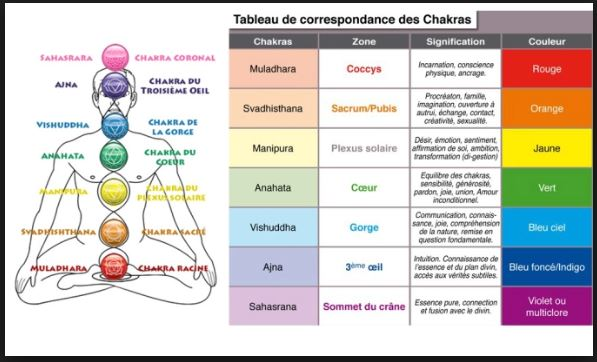 SAHASRARA
CHAKRA CORONAL
AJNA
CHAKRA DU
TROISIÈME OEIL
VISHUDDHA
CHAKRA DE
LA GORGE
ANAHATA
CHAKRA DU
COEUR
MANIPURA
CHAKRA DU
PLEXUS SOLAIRE
SVADHISHTHANA
CHAKRA SACRÉ
MULADHARA
CHAKRA RACINE
Tableau de correspondance des Chakras
Chakras Zone Signification Couleur
Muladhara
Coccys
Incarnation, conscience
physique, ancrage.
Rouge
Svadhisthana
Sacrum/Pubis
Procréaton, famille,
imagination, ouverture à
autrui, échange, contact,
créativité, sexualité.
Orange
Manipura
Plexus solaire
Désir, émotion, sentiment,
affirmation de soi, ambition,
transformation (di-gestion)
Jaune
Anahata
Cœur
Equilibre des chakras,
sensibilité, générosité,
pardon, joie, union, Amour
inconditionnel.
Vert
Vishuddha
Gorge
Communication, connais-
sance, joie, compréhension
de la nature, remise en
question fondamentale.
Bleu ciel
Ajna
3ème œil
Intuition. Connaissance de
l'essence et du plan divin,
accès aux vérités subtiles.
Bleu foncé/Indigo
Sahasrana
Sommet du crâne
Essence pure, connection
et fusion avec le divin.
Violet ou
multiclore